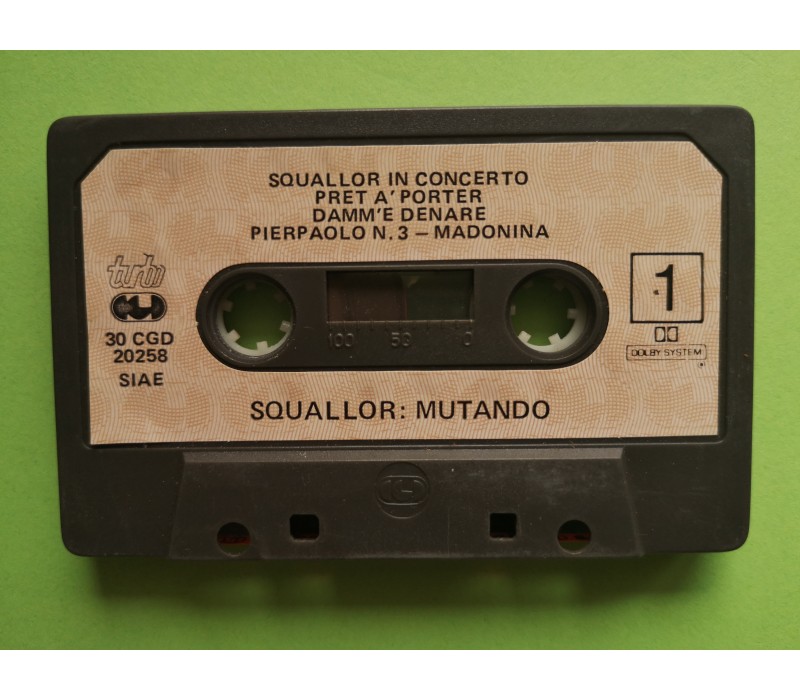 SQUALLOR IN CONCERTO
PRET A' PORTER
DAMM'E DENARE
PIERPAOLO N. 3 – MADONINA
turbo
1
30 CGD
20258
SIAE
100 50 0
DOLBY SYSTEM
SQUALLOR: MUTANDO